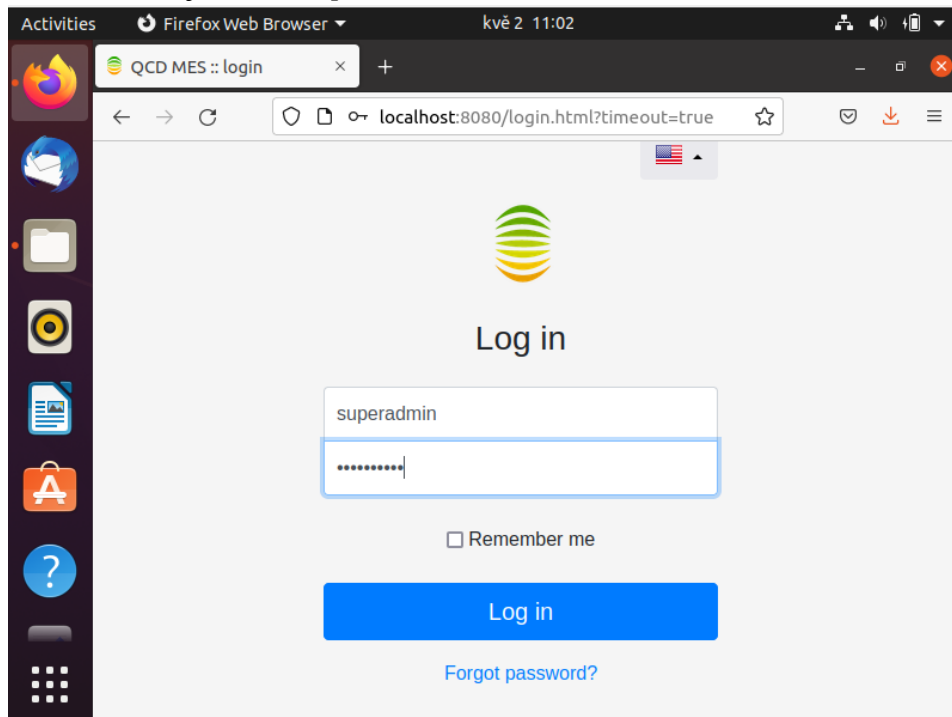 Activities Firefox Web Browser kvě 2 11:02
QCD MES :: login
localhost:8080/login.html?timeout=true
Log in
superadmin
••••••••••
Remember me
Log in
Forgot password?